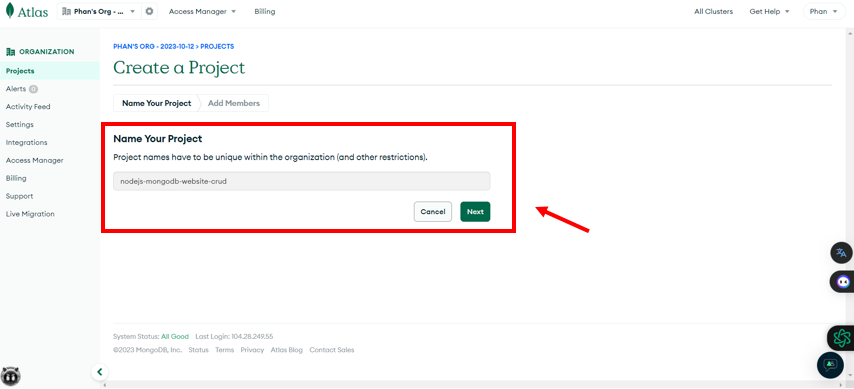 Atlas
Phan's Org - ...
Access Manager
Billing
All Clusters
Get Help
Phan
ORGANIZATION
Projects
Alerts 0
Activity Feed
Settings
Integrations
Access Manager
Billing
Support
Live Migration
PHAN'S ORG - 2023-10-12 > PROJECTS
Create a Project
Name Your Project
Add Members
Name Your Project
Project names have to be unique within the organization (and other restrictions).
nodejs-mongodb-website-crud
Cancel
Next
System Status: All Good Last Login: 104.28.249.55
©2023 MongoDB, Inc. Status Terms Privacy Atlas Blog Contact Sales